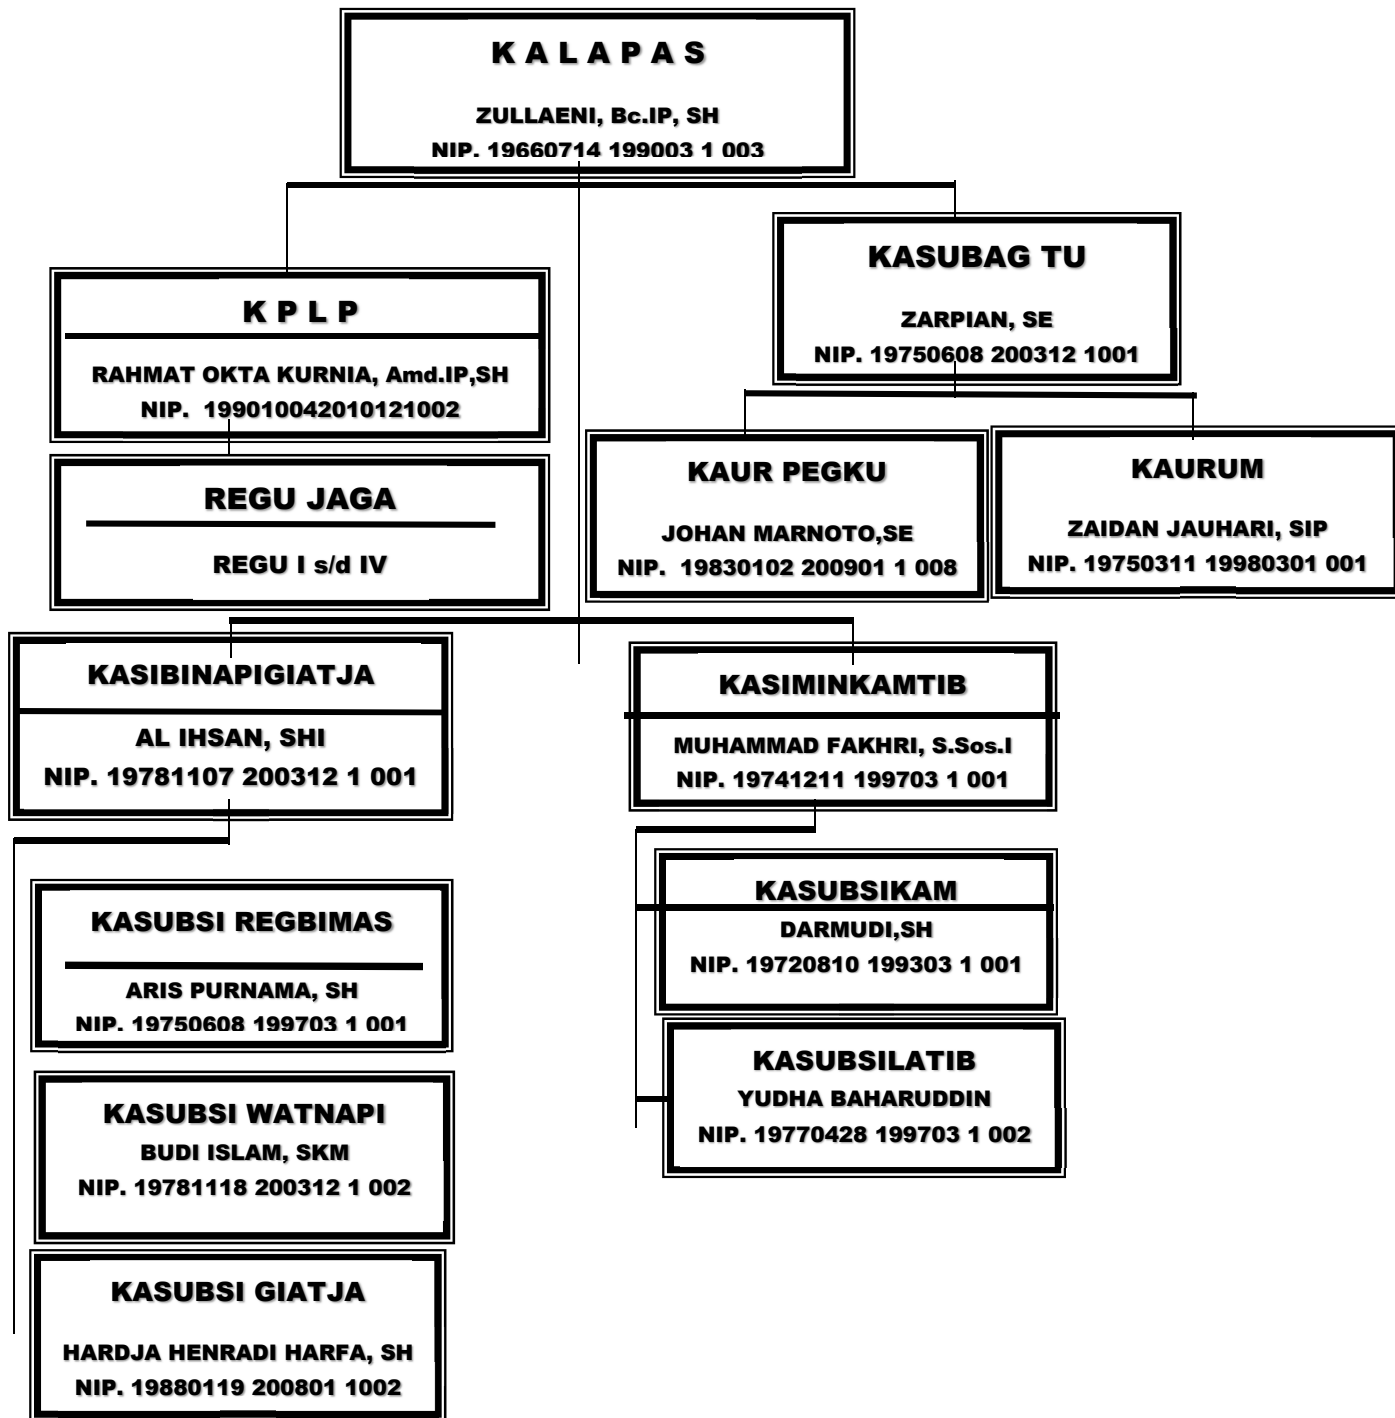 K A L A P A S
ZULLAENI, Bc.IP, SH
NIP. 19660714 199003 1 003
KASUBAG TU
ZARPIAN, SE
NIP. 19750608 200312 1001
K P L P
RAHMAT OKTA KURNIA, Amd.IP,SH
NIP. 199010042010121002
REGU JAGA
REGU I s/d IV
KAUR PEGKU
JOHAN MARNOTO,SE
NIP. 19830102 200901 1 008
KAURUM
ZAIDAN JAUHARI, SIP
NIP. 19750311 19980301 001
KASIBINAPIGIATJA
AL IHSAN, SHI
NIP. 19781107 200312 1 001
KASIMINKAMTIB
MUHAMMAD FAKHRI, S.Sos.I
NIP. 19741211 199703 1 001
KASUBSI REGBIMAS
ARIS PURNAMA, SH
NIP. 19750608 199703 1 001
KASUBSI WATNAPI
BUDI ISLAM, SKM
NIP. 19781118 200312 1 002
KASUBSI GIATJA
HARDJA HENRADI HARFA, SH
NIP. 19880119 200801 1002
KASUBSIKAM
DARMUDI,SH
NIP. 19720810 199303 1 001
KASUBSILATIB
YUDHA BAHARUDDIN
NIP. 19770428 199703 1 002